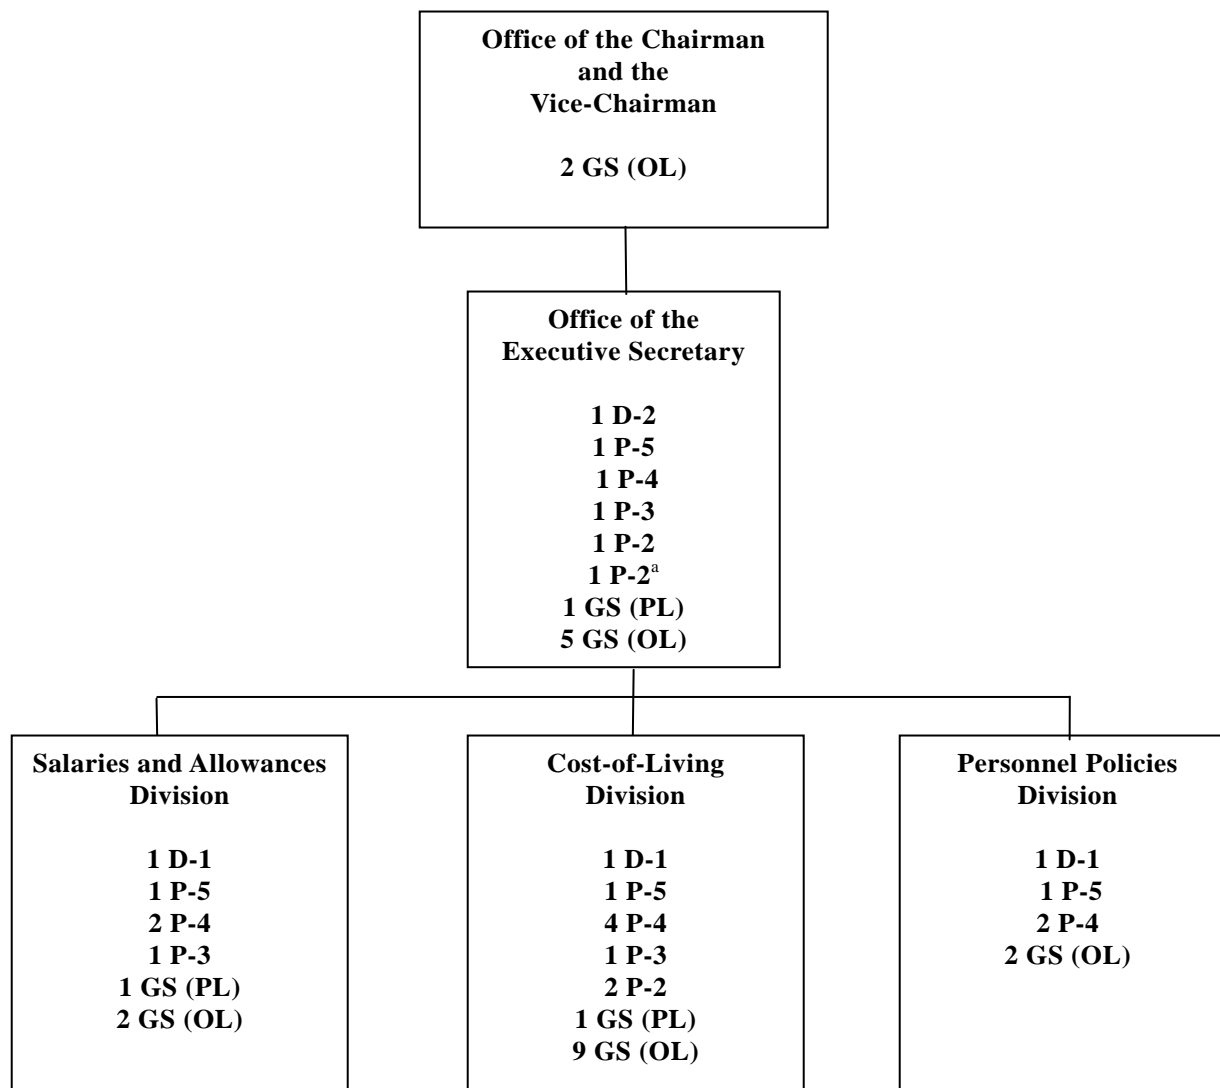 Office of the Chairman
and the
Vice-Chairman
2 GS (OL)
Office of the
Executive Secretary
1 D-2
1 P-5
1 P-4
1 P-3
1 P-2
1 P-2ᵃ
1 GS (PL)
5 GS (OL)
Salaries and Allowances
Division
1 D-1
1 P-5
2 P-4
1 P-3
1 GS (PL)
2 GS (OL)
Cost-of-Living
Division
1 D-1
1 P-5
4 P-4
1 P-3
2 P-2
1 GS (PL)
9 GS (OL)
Personnel Policies
Division
1 D-1
1 P-5
2 P-4
2 GS (OL)